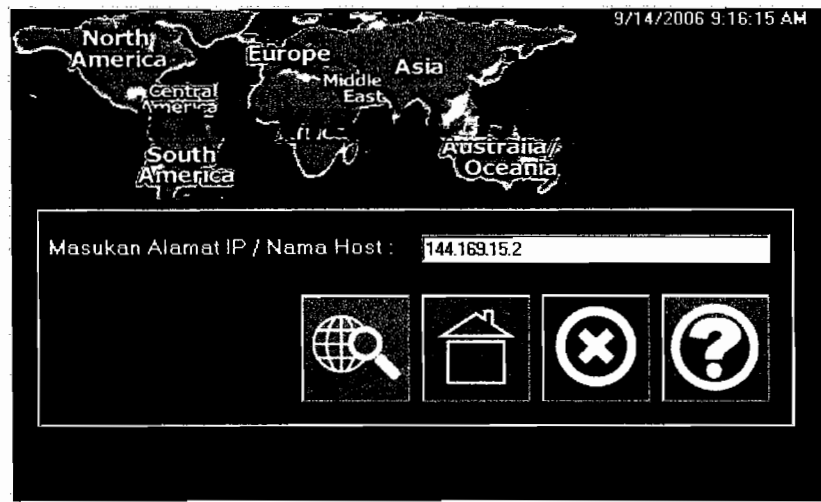 9/14/2006 9:16:15 AM
North
America
Europe
Middle
East
Asia
Central
America
South
America
Australia/
Oceania
Masukan Alamat IP / Nama Host :
144.169.15.2